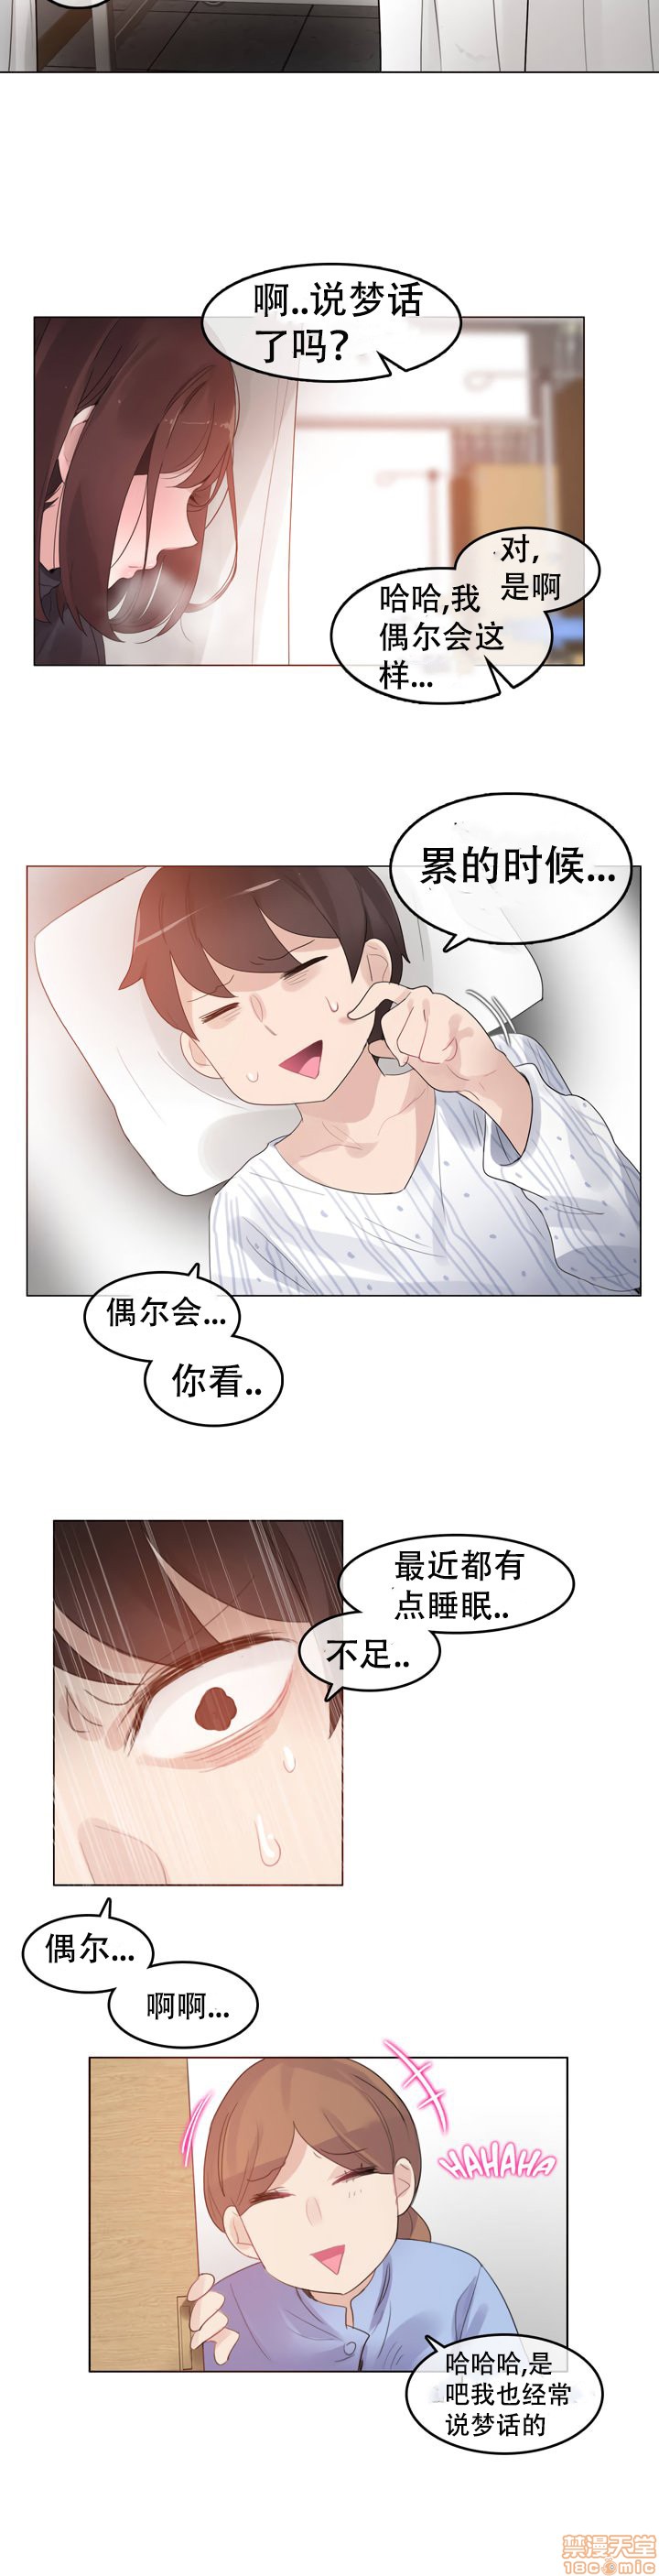 啊..说梦话
了吗?
对,
是啊
哈哈,我
偶尔会这
样...
累的时候...
偶尔会...
你看..
最近都有
点睡眠..
不足..
偶尔...
啊啊...
HAHAHA
哈哈哈,是
吧我也经常
说梦话的
禁漫天堂
18comic